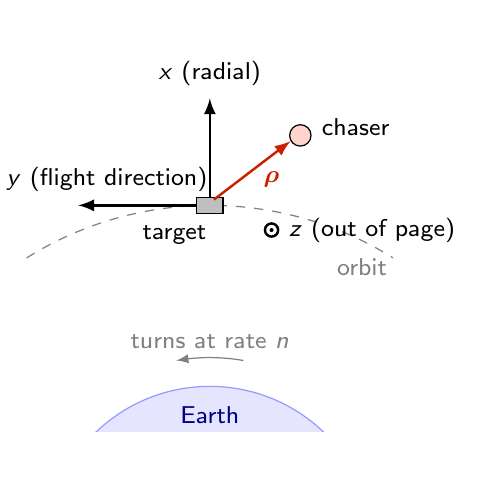 x (radial)
chaser
ρ
y (flight direction)
target
z (out of page)
orbit
turns at rate n
Earth